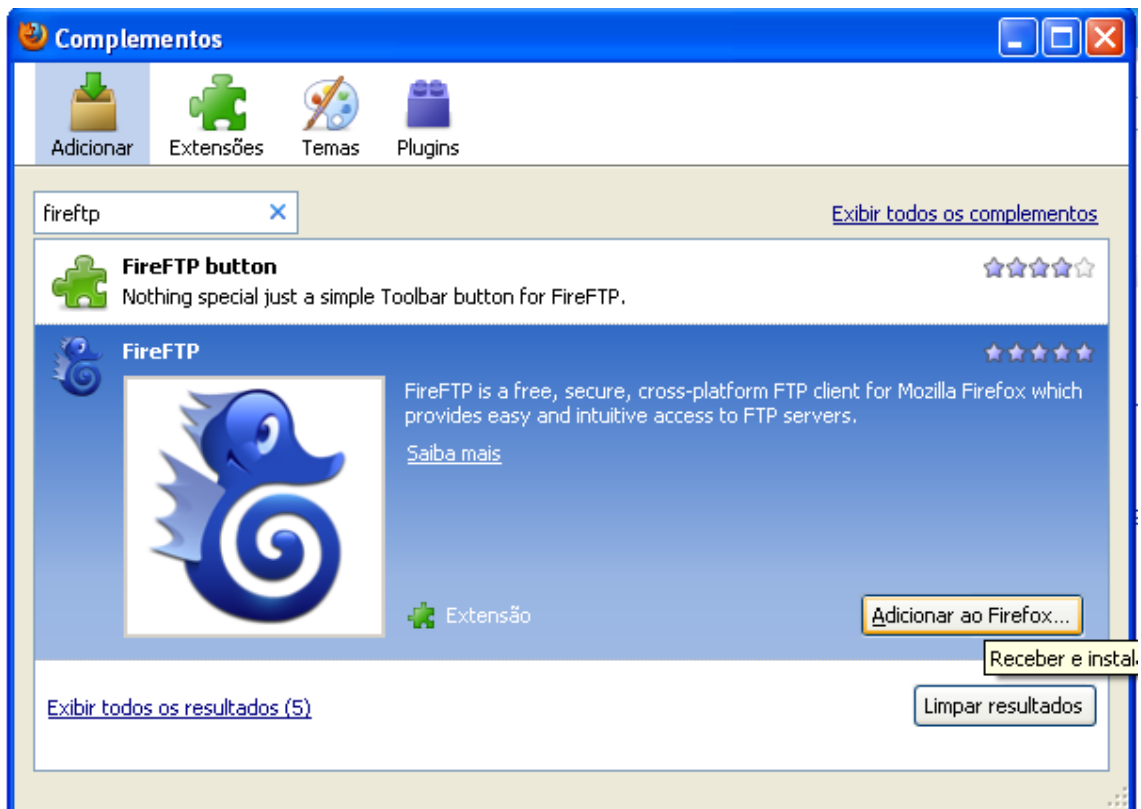 Complementos
Adicionar Extensões Temas Plugins
fireftp
Exibir todos os complementos
FireFTP button
Nothing special just a simple Toolbar button for FireFTP.
FireFTP
FireFTP is a free, secure, cross-platform FTP client for Mozilla Firefox which
provides easy and intuitive access to FTP servers.
Saiba mais
Extensão
Adicionar ao Firefox...
Receber e instal
Exibir todos os resultados (5)
Limpar resultados